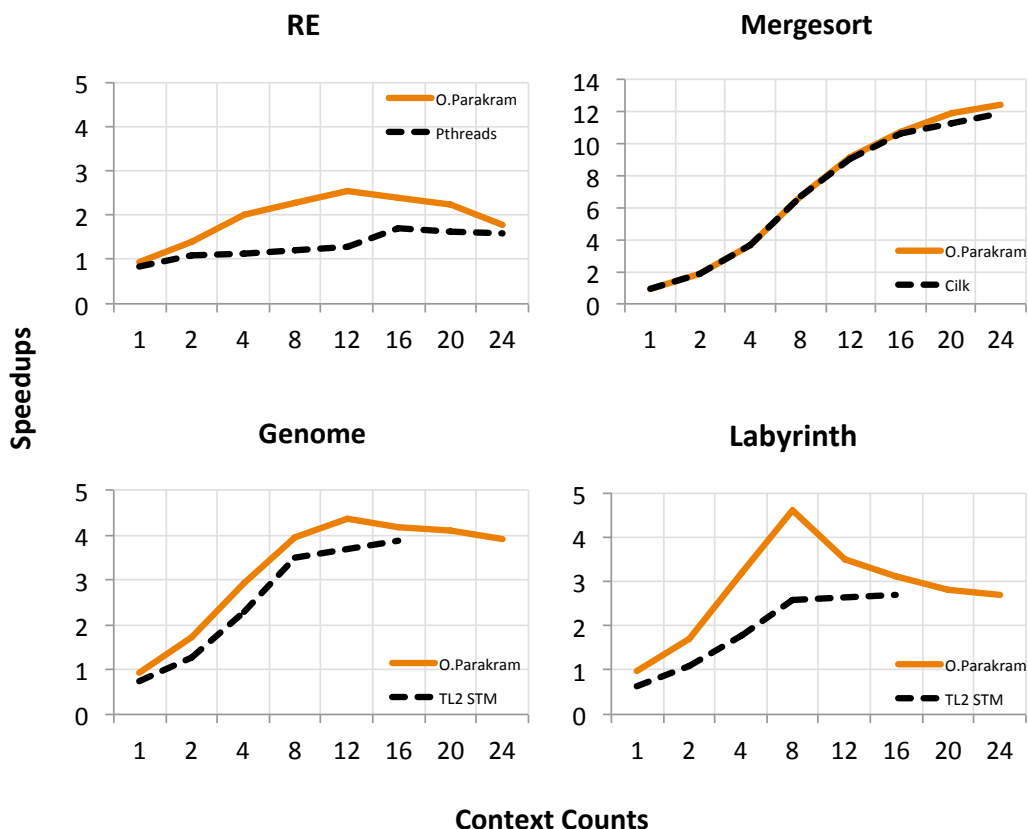 RE
5
4
3
2
1
0
O.Parakram
Pthreads
1 2 4 8 12 16 20 24
Mergesort
14
12
10
8
6
4
2
0
O.Parakram
Cilk
1 2 4 8 12 16 20 24
Speedups
Genome
5
4
3
2
1
0
O.Parakram
TL2 STM
1 2 4 8 12 16 20 24
Labyrinth
5
4
3
2
1
0
O.Parakram
TL2 STM
1 2 4 8 12 16 20 24
Context Counts